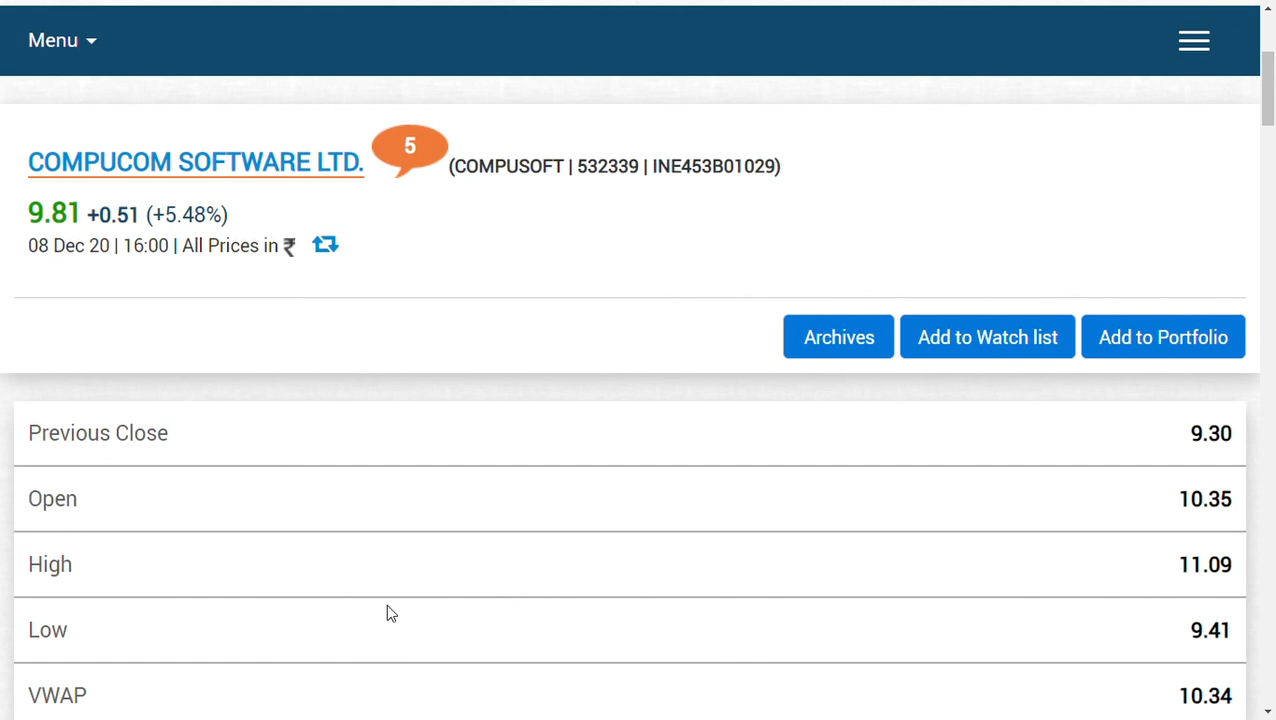 Menu
COMPUCOM SOFTWARE LTD. 5 (COMPUSOFT | 532339 | INE453B01029)
9.81 +0.51 (+5.48%)
08 Dec 20 | 16:00 | All Prices in ₹
Archives Add to Watch list Add to Portfolio
Previous Close 9.30
Open 10.35
High 11.09
Low 9.41
VWAP 10.34